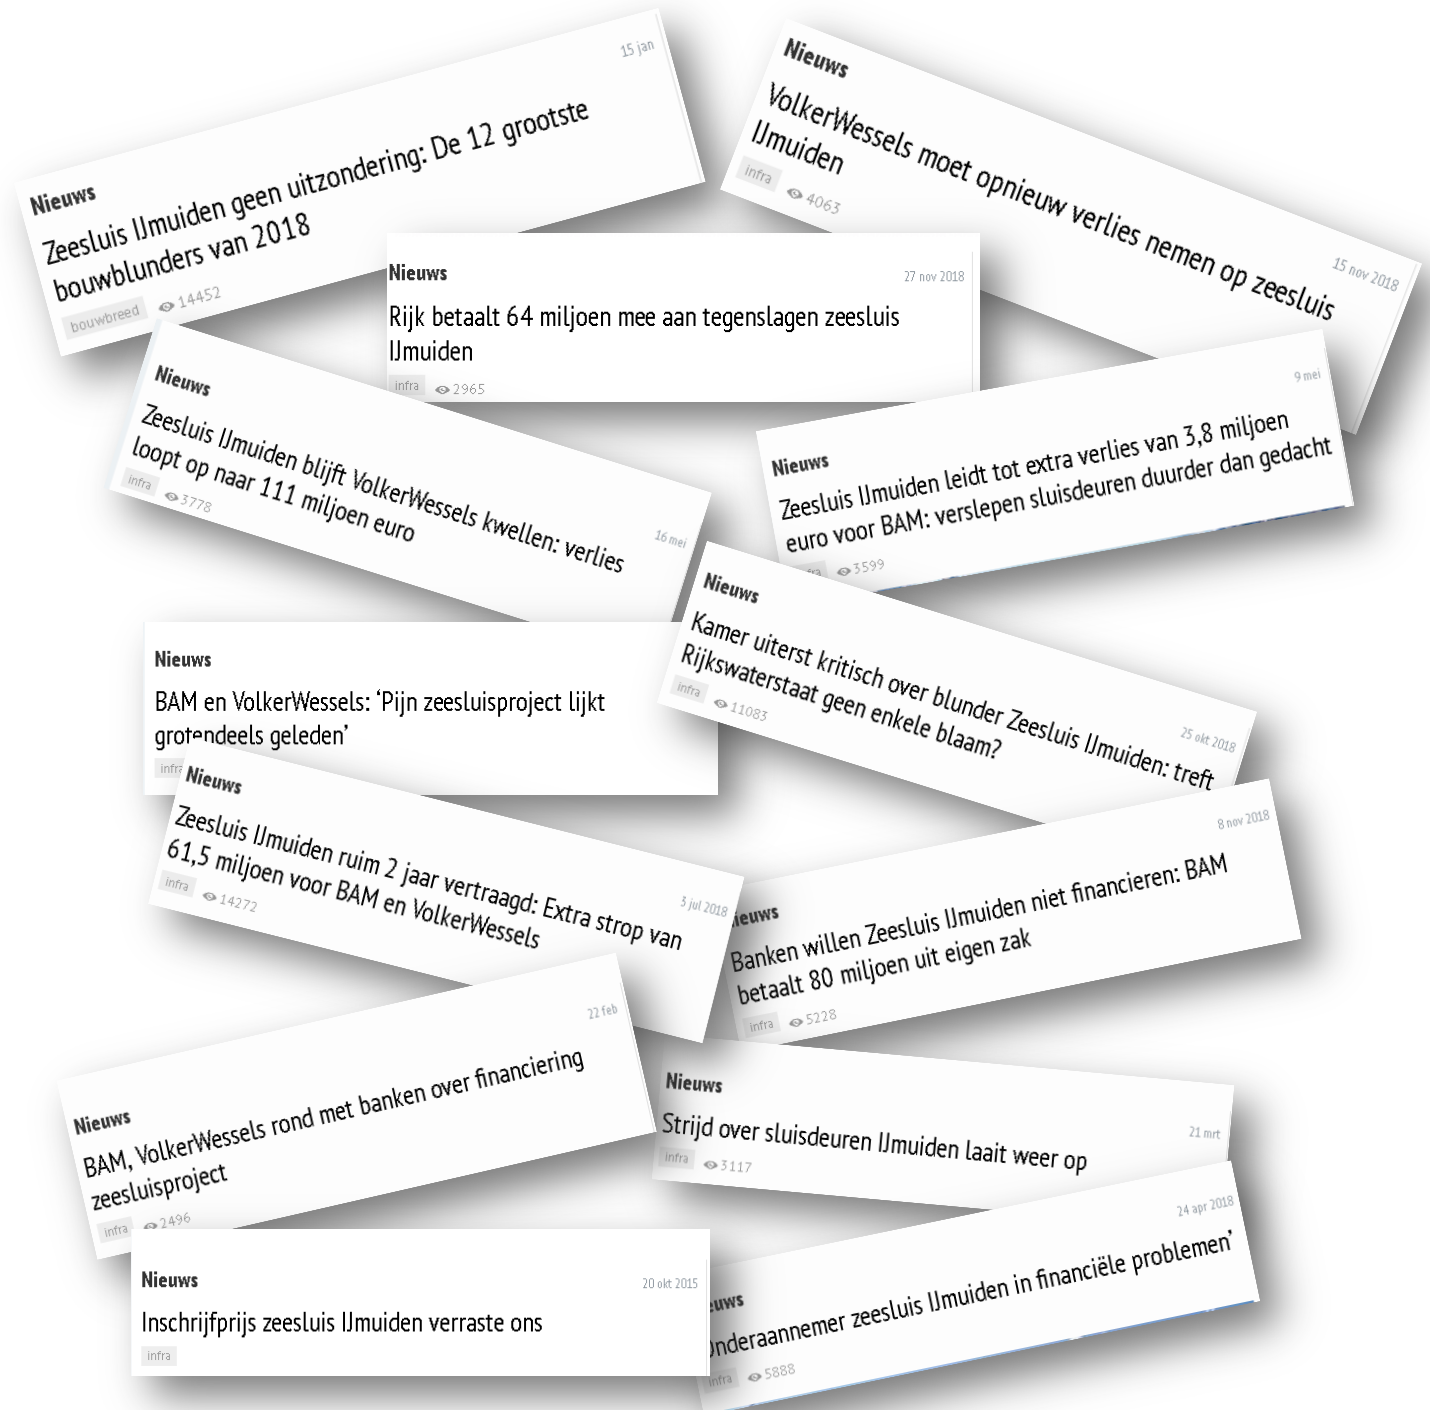 15 jan
Nieuws
Zeesluis IJmuiden geen uitzondering: De 12 grootste
bouwblunders van 2018
bouwbreed 14452
Nieuws
VolkerWessels moet opnieuw verlies nemen op zeesluis
IJmuiden
infra 4063
15 nov 2018
Nieuws
27 nov 2018
Rijk betaalt 64 miljoen mee aan tegenslagen zeesluis
IJmuiden
infra 2965
Nieuws
Zeesluis IJmuiden blijft VolkerWessels kwellen: verlies
loopt op naar 111 miljoen euro
infra 3778
16 mei
9 mei
Nieuws
Zeesluis IJmuiden leidt tot extra verlies van 3,8 miljoen
euro voor BAM: verslepen sluisdeuren duurder dan gedacht
3599
Nieuws
BAM en VolkerWessels: ‘Pijn zeesluisproject lijkt
grotendeels geleden’
infra
Nieuws
Kamer uiterst kritisch over blunder Zeesluis IJmuiden: treft
Rijkswaterstaat geen enkele blaam?
infra 11083
25 okt 2018
Nieuws
Zeesluis IJmuiden ruim 2 jaar vertraagd: Extra strop van
61,5 miljoen voor BAM en VolkerWessels
infra 14272
3 jul 2018
8 nov 2018
ieuws
Banken willen Zeesluis IJmuiden niet financieren: BAM
betaalt 80 miljoen uit eigen zak
infra 5228
22 feb
Nieuws
BAM, VolkerWessels rond met banken over financiering
zeesluisproject
infra 2496
Nieuws
21 mrt
Strijd over sluisdeuren IJmuiden laait weer op
infra 3117
Nieuws
20 okt 2015
Inschrijfprijs zeesluis IJmuiden verraste ons
infra
24 apr 2018
euws
Onderaannemer zeesluis IJmuiden in financiële problemen’
infra 5888